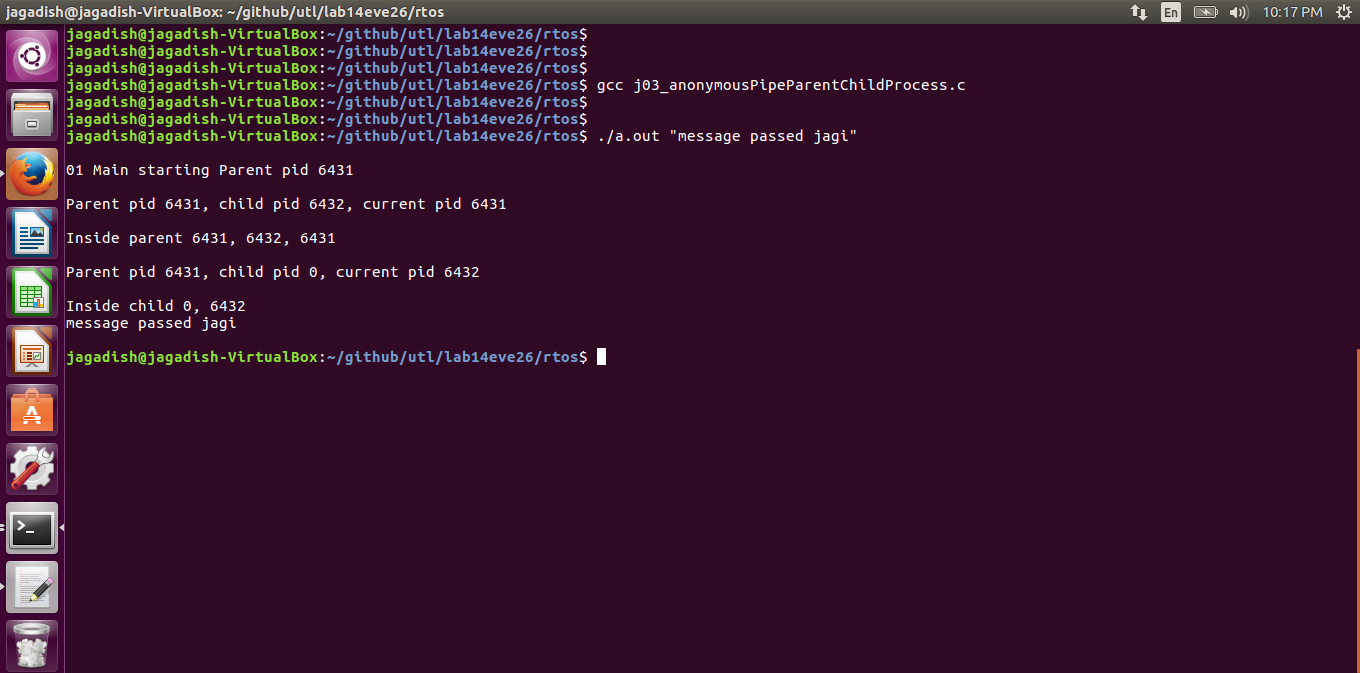 jagadish@jagadish-VirtualBox: ~/github/utl/lab14eve26/rtos En 10:17 PM
jagadish@jagadish-VirtualBox:~/github/utl/lab14eve26/rtos$
jagadish@jagadish-VirtualBox:~/github/utl/lab14eve26/rtos$
jagadish@jagadish-VirtualBox:~/github/utl/lab14eve26/rtos$
jagadish@jagadish-VirtualBox:~/github/utl/lab14eve26/rtos$ gcc j03_anonymousPipeParentChildProcess.c
jagadish@jagadish-VirtualBox:~/github/utl/lab14eve26/rtos$
jagadish@jagadish-VirtualBox:~/github/utl/lab14eve26/rtos$
jagadish@jagadish-VirtualBox:~/github/utl/lab14eve26/rtos$ ./a.out "message passed jagi"
01 Main starting Parent pid 6431
Parent pid 6431, child pid 6432, current pid 6431
Inside parent 6431, 6432, 6431
Parent pid 6431, child pid 0, current pid 6432
Inside child 0, 6432
message passed jagi
jagadish@jagadish-VirtualBox:~/github/utl/lab14eve26/rtos$